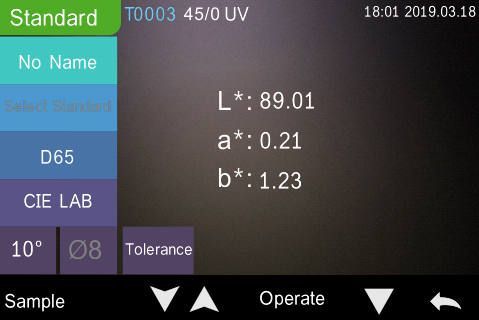 Standard
T0003 45/0 UV
18:01 2019.03.18
No Name
Select Standard
D65
CIE LAB
10°
Ø8
Tolerance
L*: 89.01
a*: 0.21
b*: 1.23
Sample
Operate